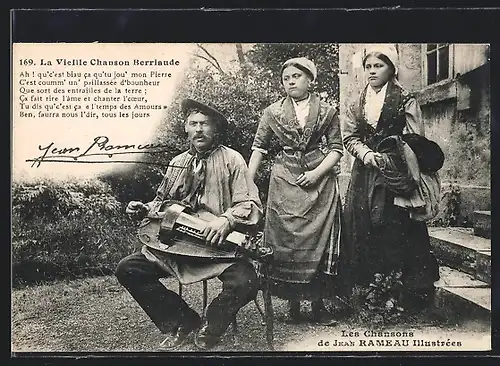 169. La Vieille Chanson Berriaude
Ah ! qu'c'est biau ça qu'tu jou' mon Pierre
C'est coumm' un' paillassée d'bounheur
Que sort des entrailles de la terre ;
Ça fait rire l'âme et chanter l'cœur,
Tu dis qu'c'est ça « l'temps des Amours »
Ben, faurra nous l'dir, tous les jours
Jean Rameau
Les Chansons
de Jean RAMEAU Illustrées